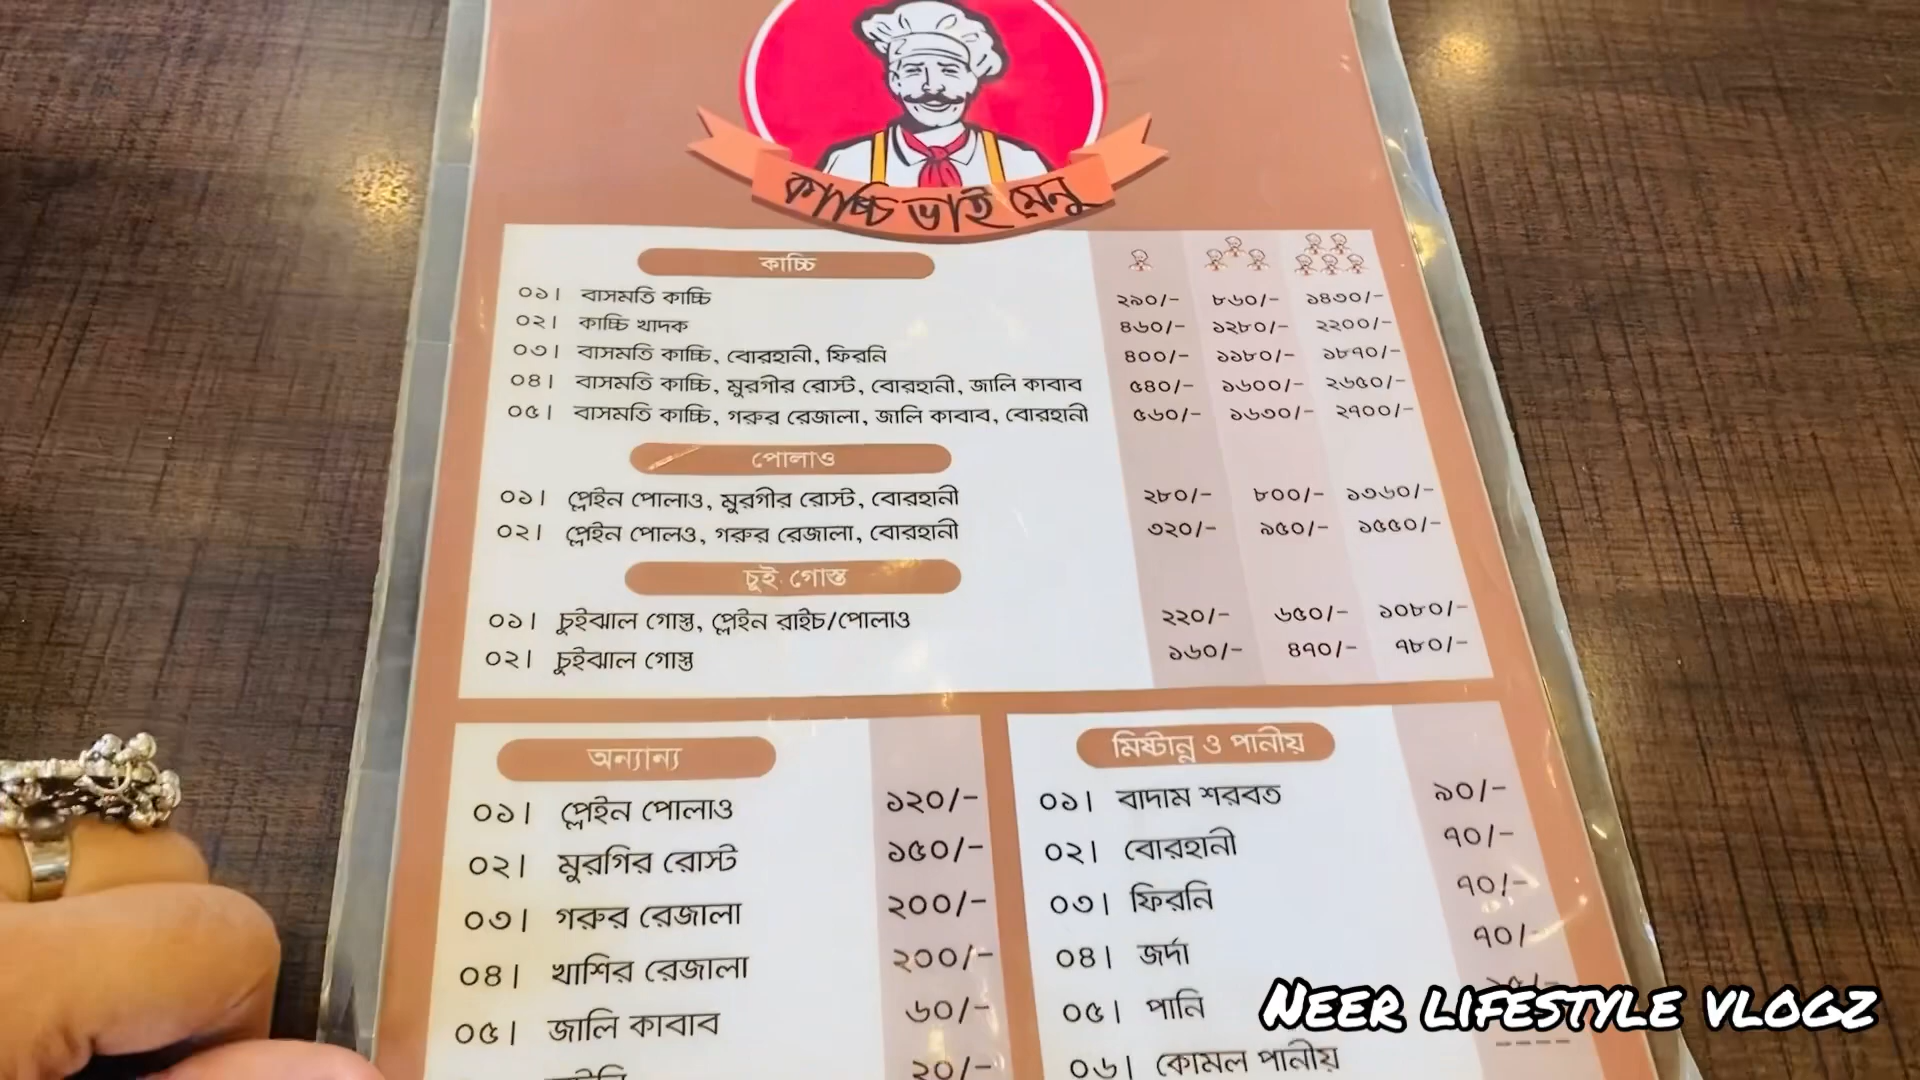 কাচ্চি ভাই মেনু
কাচ্চি
০১। বাসমতি কাচ্চি ২৯০/- ৮৬০/- ১৪৩০/-
০২। কাচ্চি খাদক ৪৬০/- ১২৮০/- ২২০০/-
০৩। বাসমতি কাচ্চি, বোরহানী, ফিরনি ৪০০/- ১১৮০/- ১৮৭০/-
০৪। বাসমতি কাচ্চি, মুরগীর রোস্ট, বোরহানী, জালি কাবাব ৫৪০/- ১৬০০/- ২৬৫০/-
০৫। বাসমতি কাচ্চি, গরুর রেজালা, জালি কাবাব, বোরহানী ৫৬০/- ১৬৩০/- ২৭০০/-
পোলাও
০১। প্লেইন পোলাও, মুরগীর রোস্ট, বোরহানী ২৮০/- ৮০০/- ১৩৬০/-
০২। প্লেইন পোলও, গরুর রেজালা, বোরহানী ৩২০/- ৯৫০/- ১৫৫০/-
চুই গোস্ত
০১। চুইঝাল গোস্ত, প্লেইন রাইচ/পোলাও ২২০/- ৬৫০/- ১০৮০/-
০২। চুইঝাল গোস্ত ১৬০/- ৪৭০/- ৭৮০/-
অন্যান্য
০১। প্লেইন পোলাও ১২০/-
০২। মুরগির রোস্ট ১৫০/-
০৩। গরুর রেজালা ২০০/-
০৪। খাশির রেজালা ২০০/-
০৫। জালি কাবাব ৬০/-
২০/-
মিষ্টান্ন ও পানীয়
০১। বাদাম শরবত ৯০/-
০২। বোরহানী ৭০/-
০৩। ফিরনি ৭০/-
০৪। জর্দা ৭০/-
০৫। পানি
০৬। কোমল পানীয় ----
NEER LIFESTYLE VLOGZ